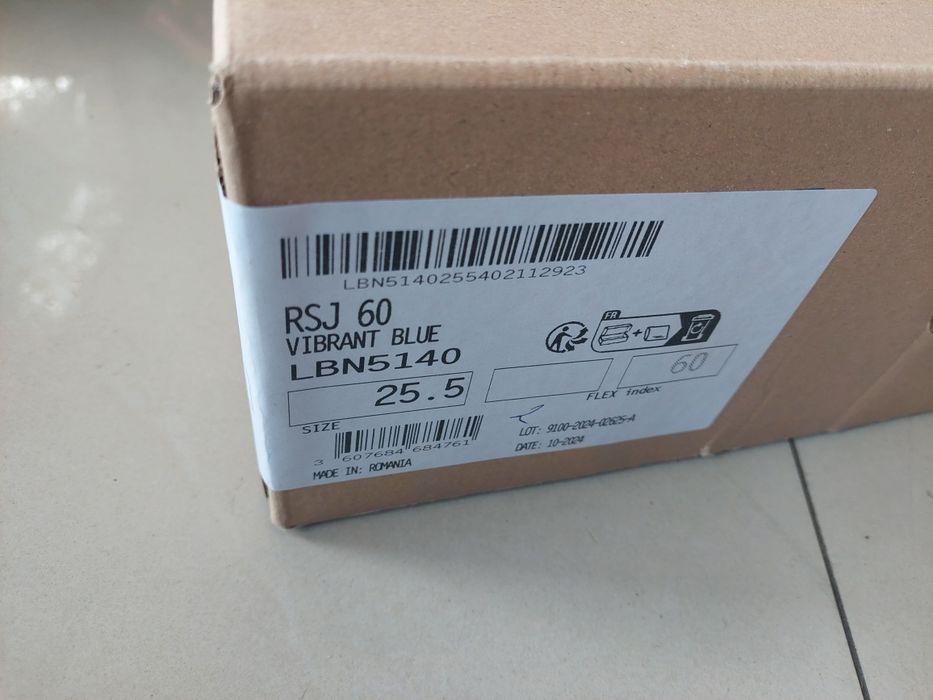 LBN5140255402112923
RSJ 60
VIBRANT BLUE
LBN5140
FR
25.5
60
SIZE
FLEX index
3 607684 684761
LOT: 9100-2024-02625-A
DATE: 10-2024
MADE IN: ROMANIA